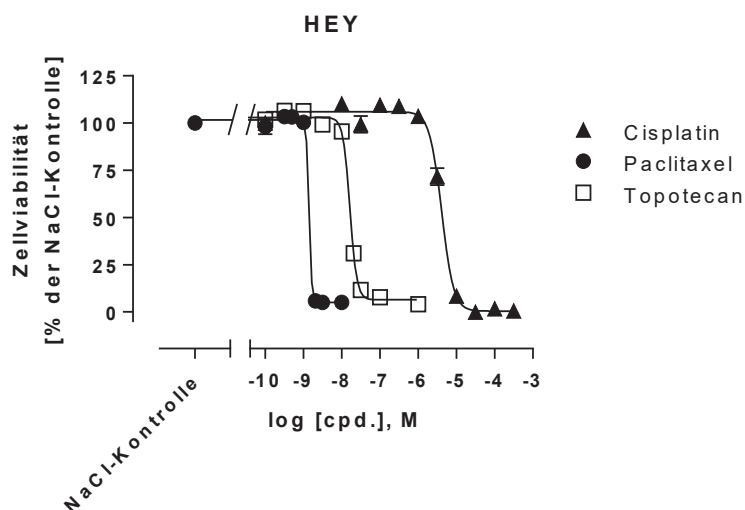 HEY
Zellviabilität
[% der NaCl-Kontrolle]
125
100
75
50
25
0
Cisplatin
Paclitaxel
Topotecan
-10 -9 -8 -7 -6 -5 -4 -3
NaCl-Kontrolle
log [cpd.], M